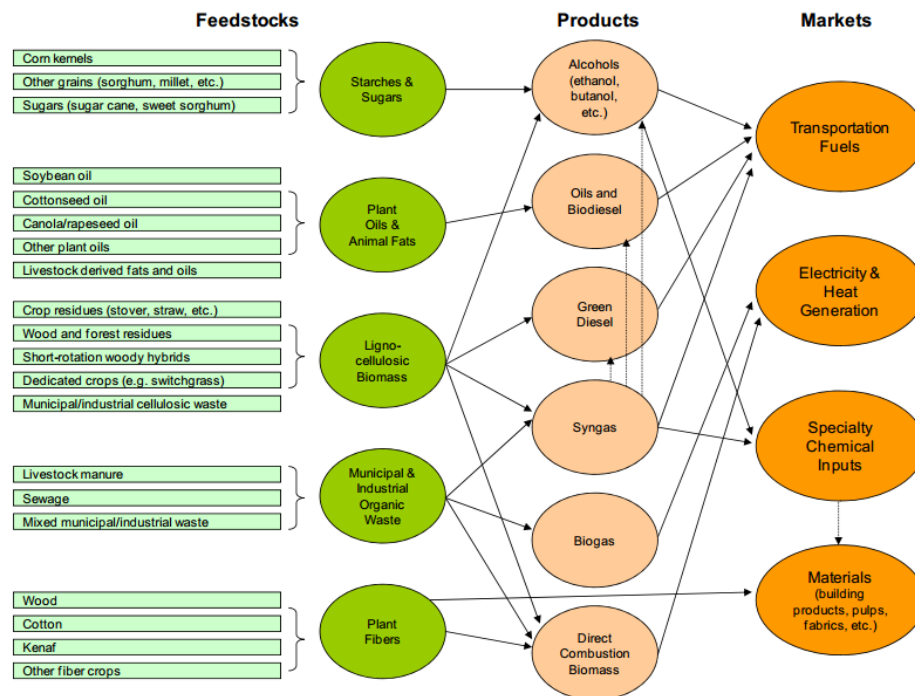 Feedstocks
Products
Markets
Corn kernels
Other grains (sorghum, millet, etc.)
Sugars (sugar cane, sweet sorghum)
Soybean oil
Cottonseed oil
Canola/rapeseed oil
Other plant oils
Livestock derived fats and oils
Crop residues (stover, straw, etc.)
Wood and forest residues
Short-rotation woody hybrids
Dedicated crops (e.g. switchgrass)
Municipal/industrial cellulosic waste
Livestock manure
Sewage
Mixed municipal/industrial waste
Wood
Cotton
Kenaf
Other fiber crops
Starches &
Sugars
Plant
Oils &
Animal Fats
Ligno-
cellulosic
Biomass
Municipal &
Industrial
Organic
Waste
Plant
Fibers
Alcohols
(ethanol,
butanol,
etc.)
Oils and
Biodiesel
Green
Diesel
Syngas
Biogas
Direct
Combustion
Biomass
Transportation
Fuels
Electricity &
Heat
Generation
Specialty
Chemical
Inputs
Materials
(building
products, pulps,
fabrics, etc.)